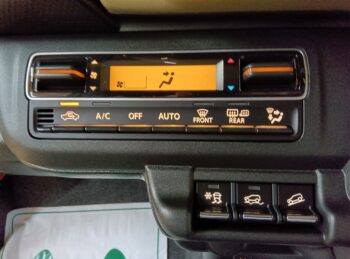 A/C OFF AUTO FRONT REAR